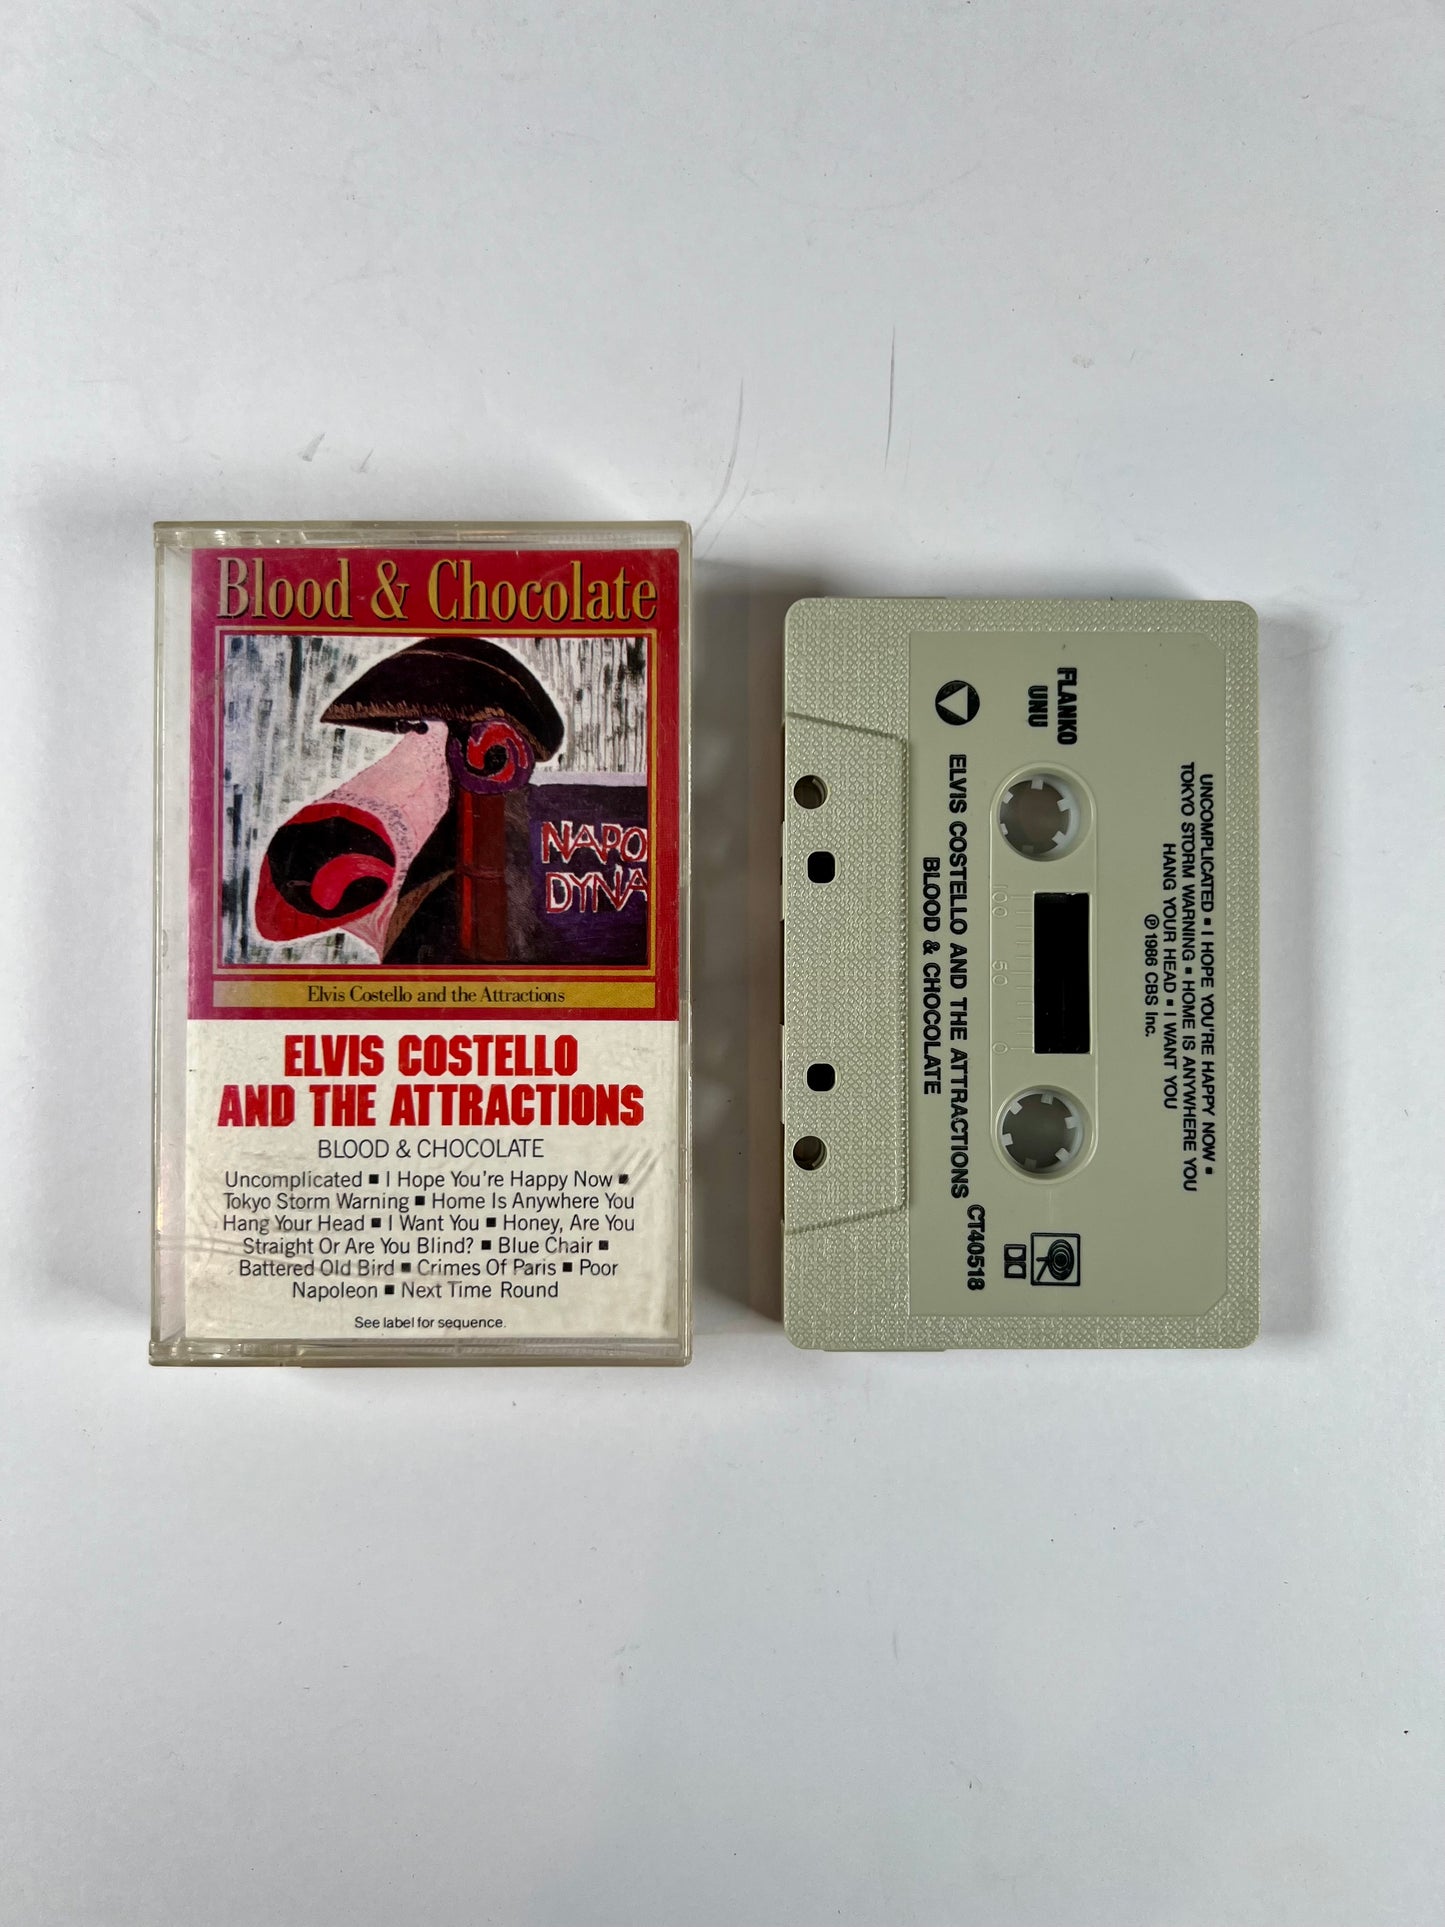 Blood & Chocolate
NAPO
DYNA
Elvis Costello and the Attractions
ELVIS COSTELLO
AND THE ATTRACTIONS
BLOOD & CHOCOLATE
Uncomplicated ■ I Hope You're Happy Now ■
Tokyo Storm Warning ■ Home Is Anywhere You
Hang Your Head ■ I Want You ■ Honey, Are You
Straight Or Are You Blind? ■ Blue Chair ■
Battered Old Bird ■ Crimes Of Paris ■ Poor
Napoleon ■ Next Time Round
See label for sequence.
UNCOMPLICATED ■ I HOPE YOU'RE HAPPY NOW ■
TOKYO STORM WARNING ■ HOME IS ANYWHERE YOU
HANG YOUR HEAD ■ I WANT YOU
℗ 1986 CBS Inc.
FLANKO
UNU
100 50 0
ELVIS COSTELLO AND THE ATTRACTIONS
BLOOD & CHOCOLATE
CT40518